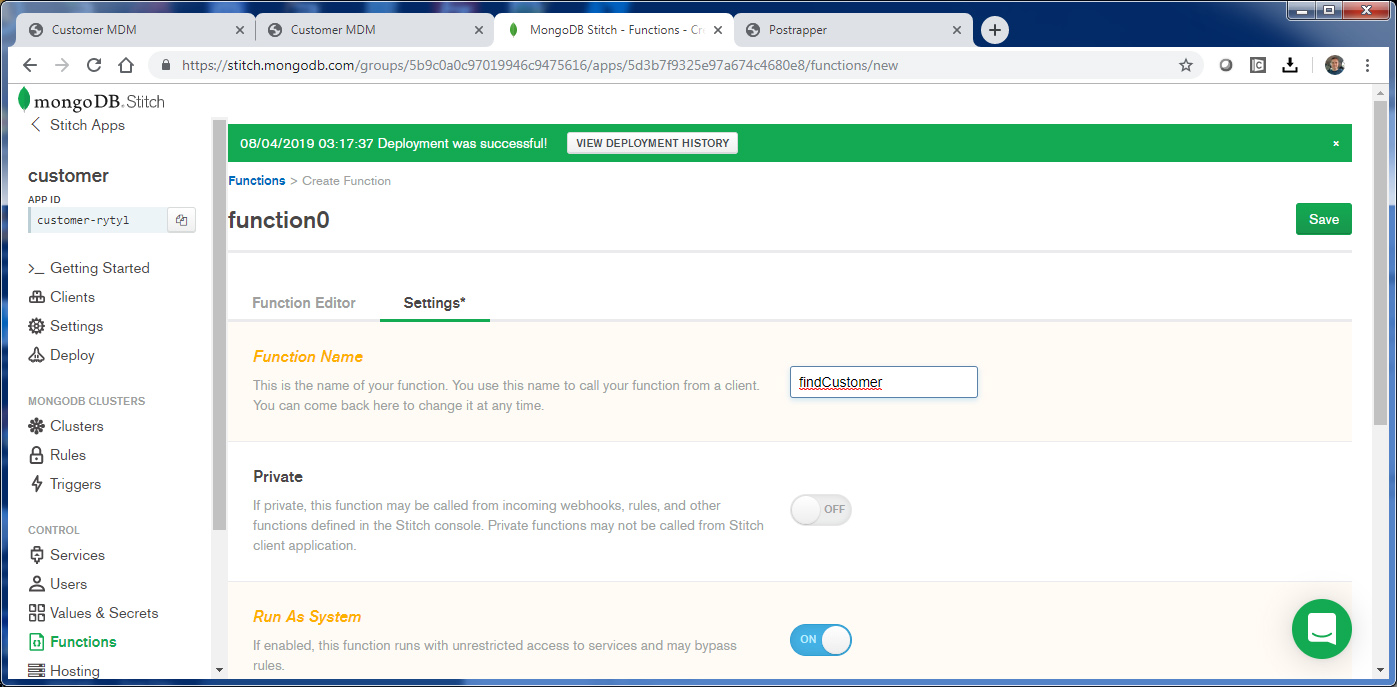 Customer MDM
Customer MDM
MongoDB Stitch - Functions - Cr
Postrapper
https://stitch.mongodb.com/groups/5b9c0a0c97019946c9475616/apps/5d3b7f9325e97a674c4680e8/functions/new
mongoDB. Stitch
Stitch Apps
08/04/2019 03:17:37 Deployment was successful!
VIEW DEPLOYMENT HISTORY
×
customer
Functions > Create Function
APP ID
customer-rytyl
function0
Save
Getting Started
Clients
Settings
Deploy
Function Editor
Settings*
Function Name
This is the name of your function. You use this name to call your function from a client.
You can come back here to change it at any time.
findCustomer
MONGODB CLUSTERS
Clusters
Rules
Triggers
Private
If private, this function may be called from incoming webhooks, rules, and other
functions defined in the Stitch console. Private functions may not be called from Stitch
client application.
OFF
CONTROL
Services
Users
Values & Secrets
Functions
Hosting
Run As System
If enabled, this function runs with unrestricted access to services and may bypass
rules.
ON